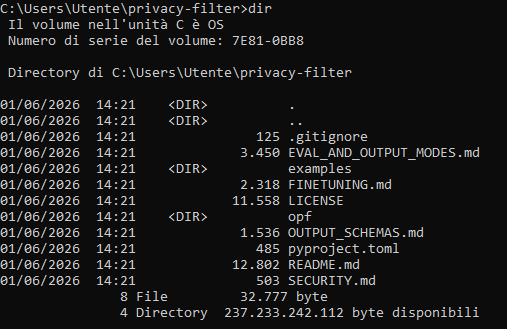 C:\Users\Utente\privacy-filter>dir
 Il volume nell'unità C è OS
 Numero di serie del volume: 7E81-0BB8

 Directory di C:\Users\Utente\privacy-filter

01/06/2026  14:21    <DIR>          .
01/06/2026  14:21    <DIR>          ..
01/06/2026  14:21               125 .gitignore
01/06/2026  14:21             3.450 EVAL_AND_OUTPUT_MODES.md
01/06/2026  14:21    <DIR>          examples
01/06/2026  14:21             2.318 FINETUNING.md
01/06/2026  14:21            11.558 LICENSE
01/06/2026  14:21    <DIR>          opf
01/06/2026  14:21             1.536 OUTPUT_SCHEMAS.md
01/06/2026  14:21               485 pyproject.toml
01/06/2026  14:21            12.802 README.md
01/06/2026  14:21               503 SECURITY.md
               8 File         32.777 byte
               4 Directory  237.233.242.112 byte disponibili